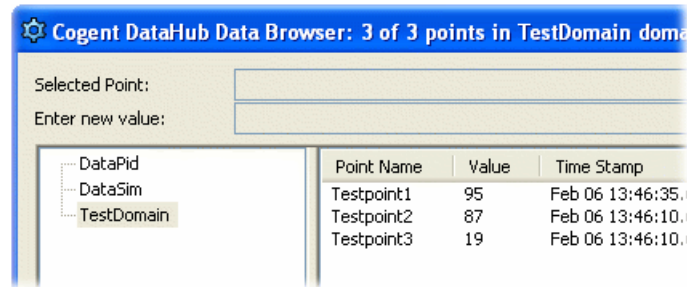 Cogent DataHub Data Browser: 3 of 3 points in TestDomain
Selected Point:
Enter new value:
DataPid
DataSim
TestDomain
Point Name Value Time Stamp
Testpoint1 95 Feb 06 13:46:35.
Testpoint2 87 Feb 06 13:46:10.
Testpoint3 19 Feb 06 13:46:10.